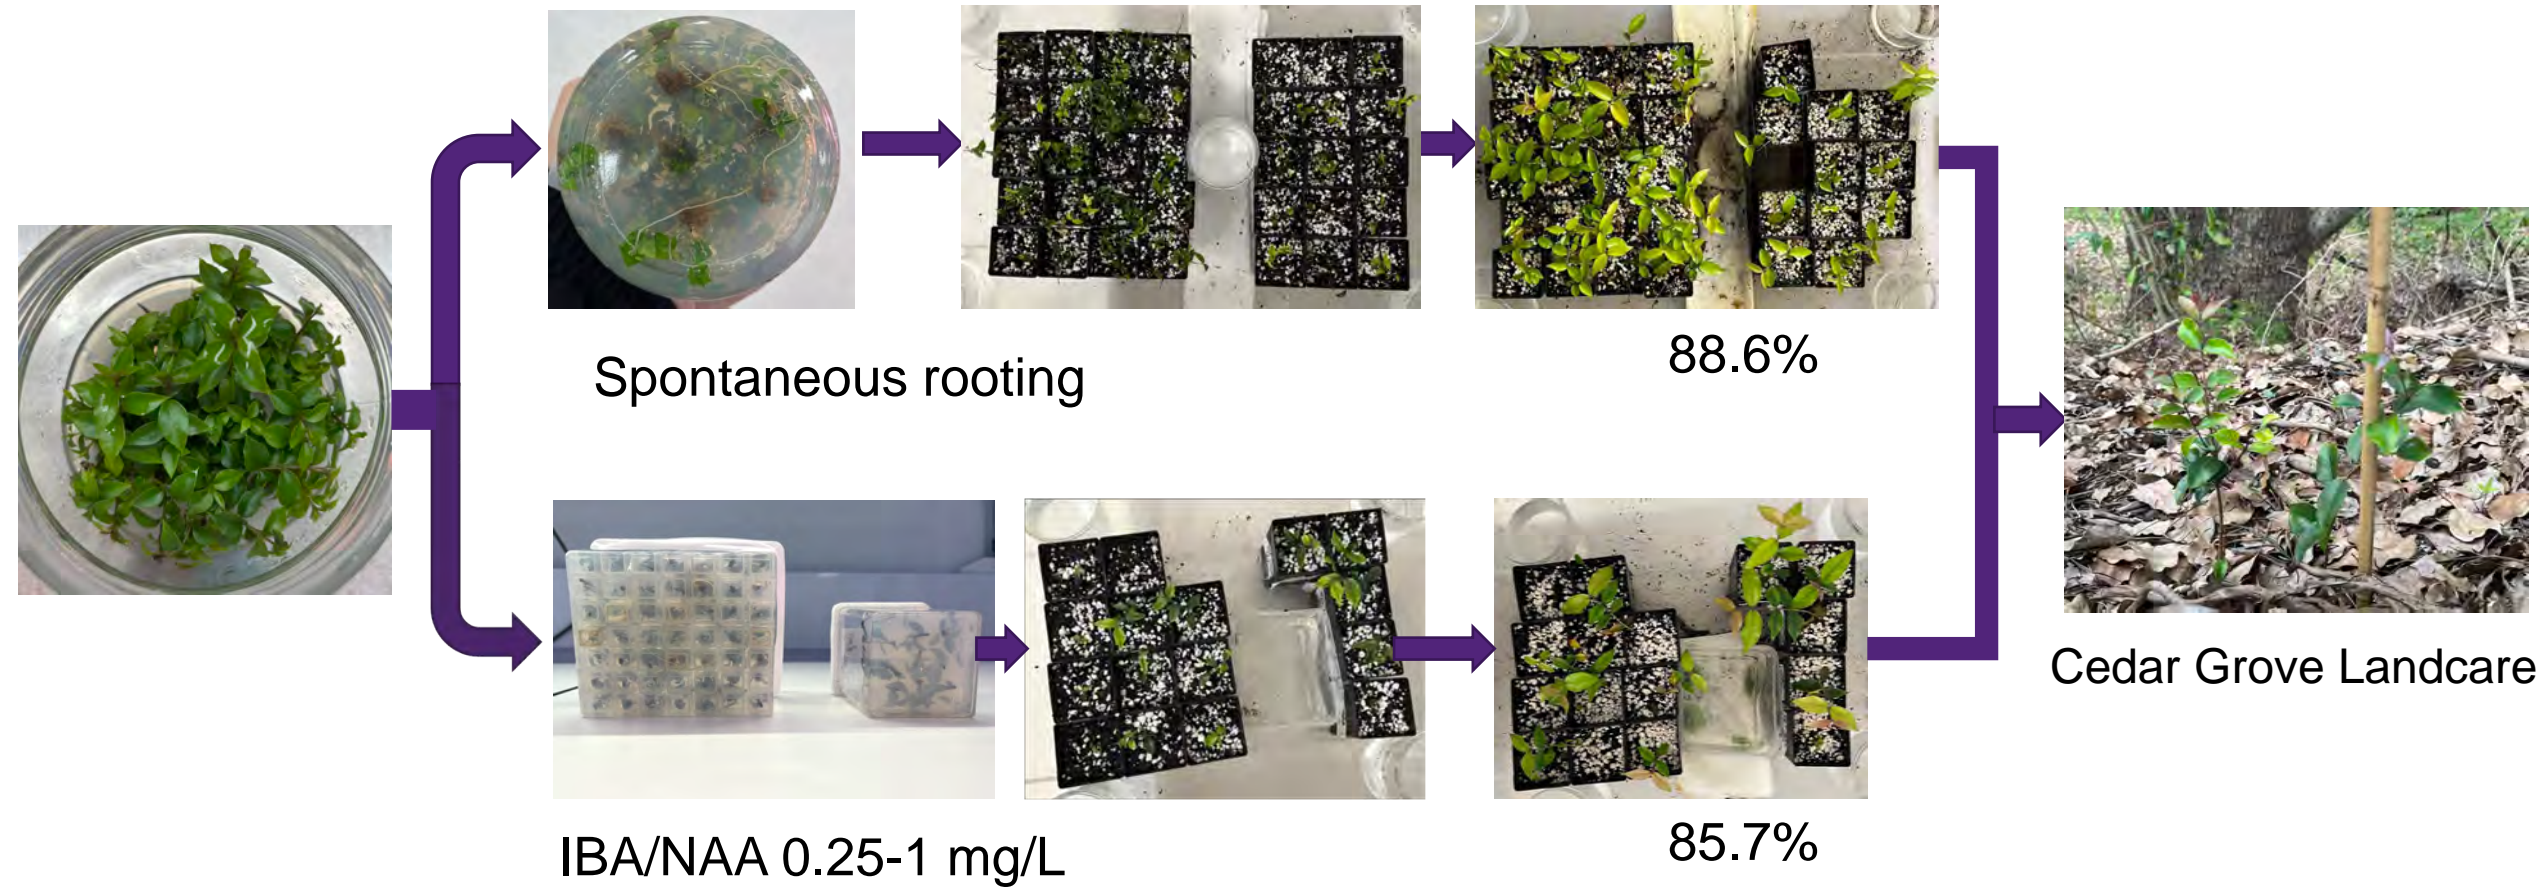 Spontaneous rooting
88.6%
Cedar Grove Landcare
IBA/NAA 0.25-1 mg/L
85.7%